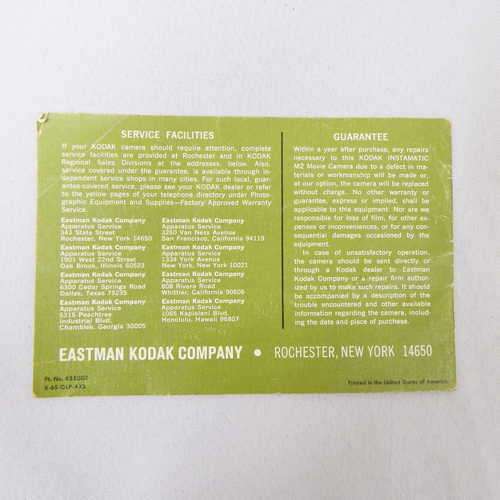 SERVICE FACILITIES
If your KODAK camera should require attention, complete
service facilities are provided at Rochester and in KODAK
Regional Sales Divisions at the addresses, below. Also,
service covered under the guarantee, is available through in-
dependent service shops in many cities. For such local, guar-
antee-covered service, please see your KODAK dealer or refer
to the yellow pages of your telephone directory under Photo-
graphic Equipment and Supplies—Factory Approved Warranty
Service.
Eastman Kodak Company
Apparatus Service
343 State Street
Rochester, New York 14650
Eastman Kodak Company
Apparatus Service
1901 West 22nd Street
Oak Brook, Illinois 60523
Eastman Kodak Company
Apparatus Service
6300 Cedar Springs Road
Dallas, Texas 75235
Eastman Kodak Company
Apparatus Service
5315 Peachtree
Industrial Blvd.
Chamblee, Georgia 30005
Eastman Kodak Company
Apparatus Service
3250 Van Ness Avenue
San Francisco, California 94119
Eastman Kodak Company
Apparatus Service
1334 York Avenue
New York, New York 10021
Eastman Kodak Company
Apparatus Service
808 Rivera Road
Whittier, California 90606
Eastman Kodak Company
Apparatus Service
1065 Kapiolani Blvd.
Honolulu, Hawaii 96807
GUARANTEE
Within a year after purchase, any repairs
necessary to this KODAK INSTAMATIC
M2 Movie Camera due to a defect in ma-
terials or workmanship will be made or,
at our option, the camera will be replaced
without charge. No other warranty or
guarantee, express or implied, shall be
applicable to this equipment. Nor are we
responsible for loss of film, for other ex-
penses or inconveniences, or for any con-
sequential damages occasioned by the
equipment.
In case of unsatisfactory operation,
the camera should be sent directly or
through a Kodak dealer to Eastman
Kodak Company or a repair firm author-
ized by us to make such repairs. It should
be accompanied by a description of the
trouble encountered and other available
information regarding the camera, includ-
ing the date and place of purchase.
EASTMAN KODAK COMPANY • ROCHESTER, NEW YORK 14650
Pt. No.
Printed in the United States of America